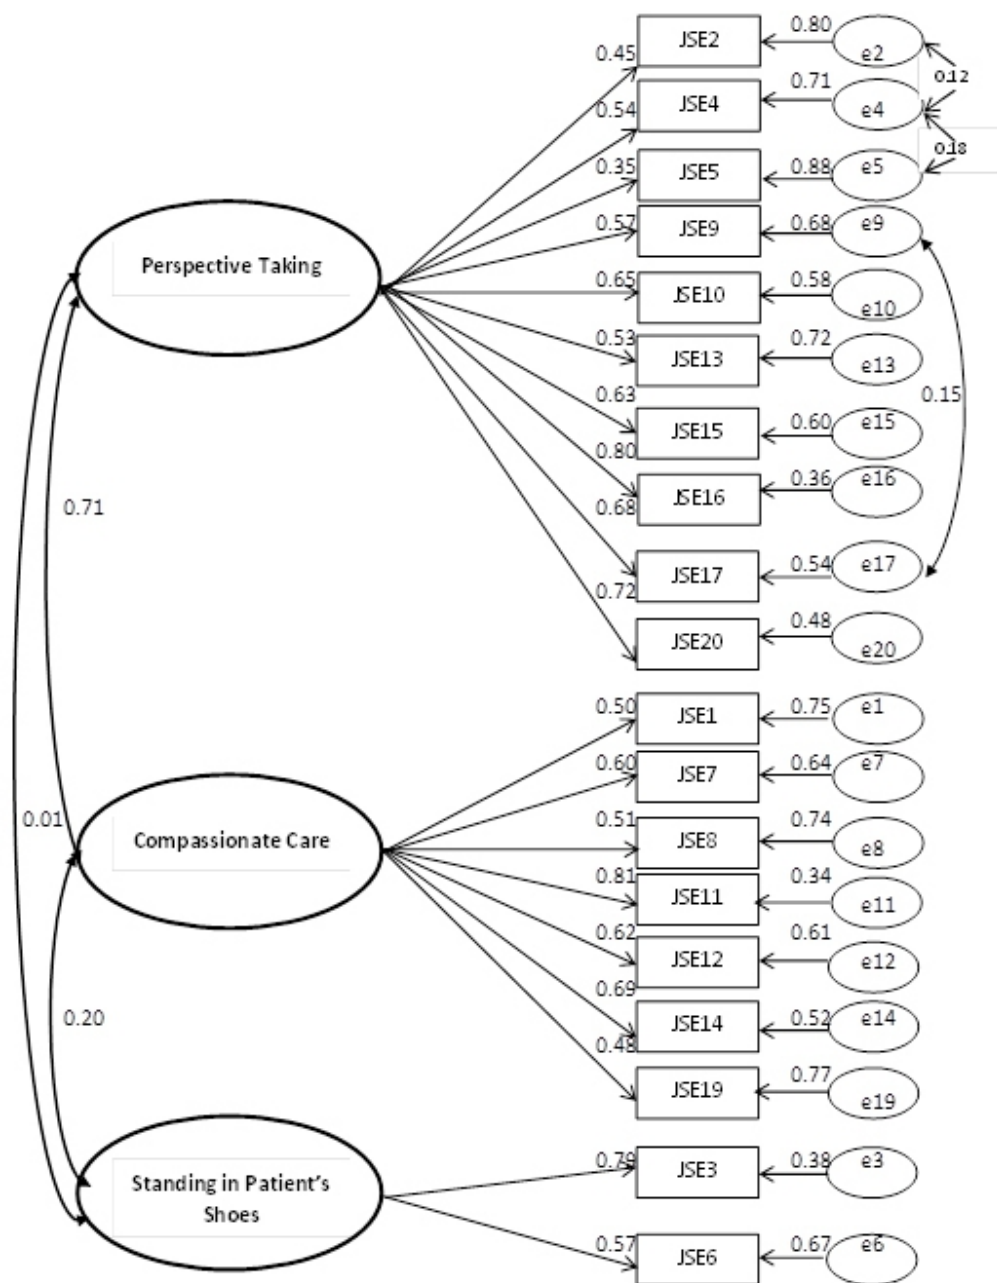 0.80
JSE2
e2
0.45
0.12
0.71
JSE4
e4
0.54
0.18
0.35
JSE5
0.88
e5
0.57
JSE9
0.68
e9
Perspective Taking
0.65
JSE10
0.58
e10
0.53
JSE13
0.72
e13
0.63
0.15
JSE15
0.60
e15
0.80
JSE16
0.36
e16
0.71
0.68
JSE17
0.54
e17
0.72
JSE20
0.48
e20
0.50
JSE1
0.75
e1
0.60
JSE7
0.64
e7
0.01
Compassionate Care
0.51
JSE8
0.74
e8
0.81
JSE11
0.34
e11
0.62
JSE12
0.61
e12
0.69
0.20
JSE14
0.52
e14
0.48
JSE19
0.77
e19
0.79
JSE3
0.38
e3
Standing in Patient's
Shoes
0.57
JSE6
0.67
e6